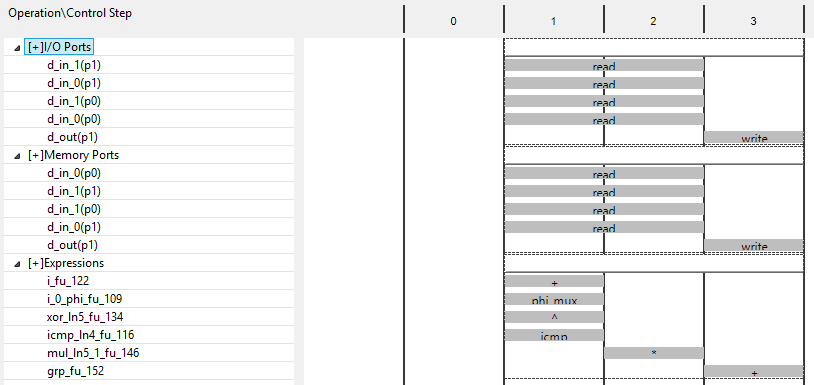 Operation\Control Step 0 1 2 3
[+]I/O Ports
d_in_1(p1) read
d_in_0(p1) read
d_in_1(p0) read
d_in_0(p0) read
d_out(p1) write
[+]Memory Ports
d_in_0(p0) read
d_in_1(p1) read
d_in_1(p0) read
d_in_0(p1) read
d_out(p1) write
[+]Expressions
i_fu_122 +
i_0_phi_fu_109 phi_mux
xor_ln5_fu_134 ^
icmp_ln4_fu_116 icmp
mul_ln5_1_fu_146 *
grp_fu_152 +